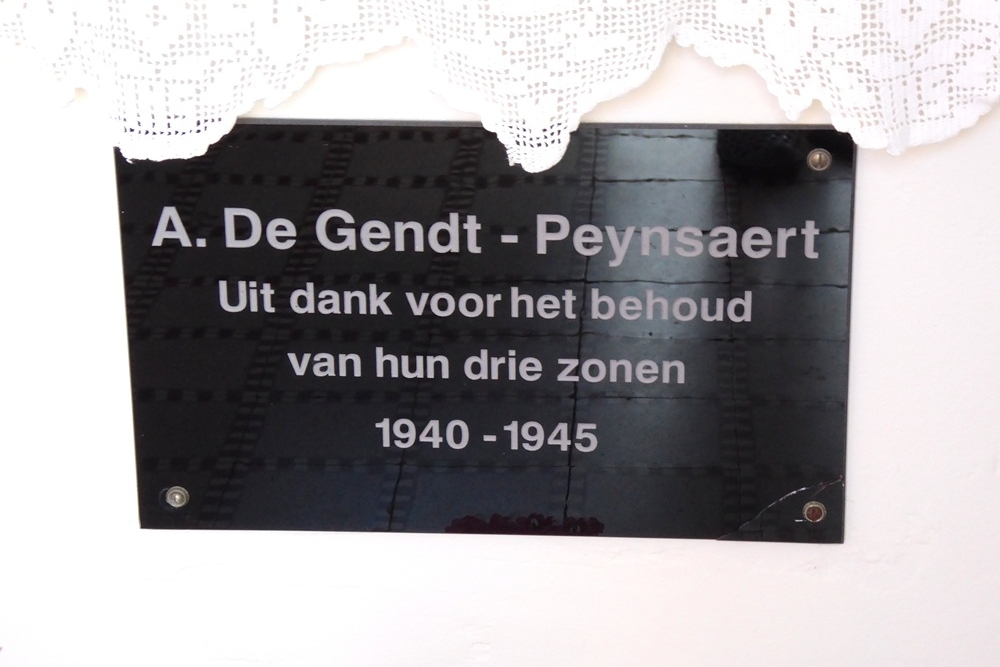 A. De Gendt - Peynsaert
Uit dank voor het behoud
van hun drie zonen
1940 - 1945